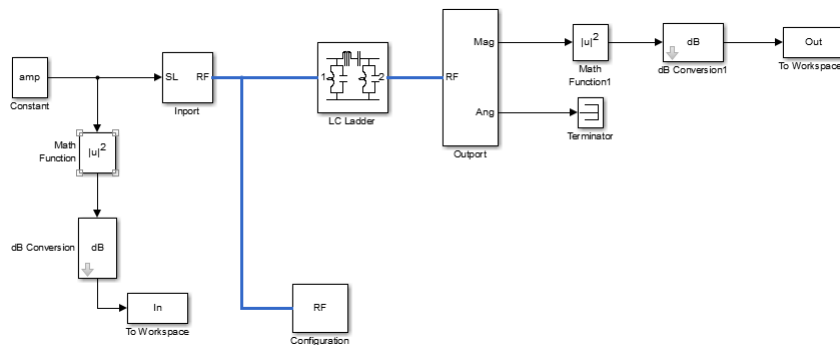 amp
Constant
SL RF
Inport
1 2
LC Ladder
RF Mag Ang
Outport
|u|²
Math
Function1
dB
dB Conversion1
Out
To Workspace
Terminator
Math
Function
|u|²
dB Conversion
dB
In
To Workspace
RF
Configuration